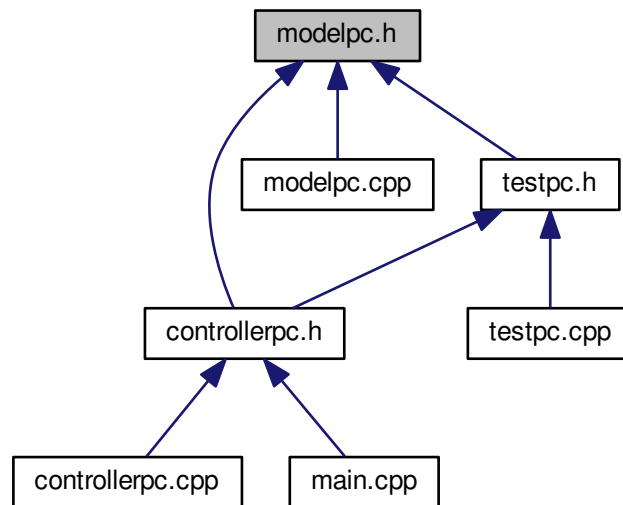 modelpc.h
modelpc.cpp
testpc.h
controllerpc.h
testpc.cpp
controllerpc.cpp
main.cpp